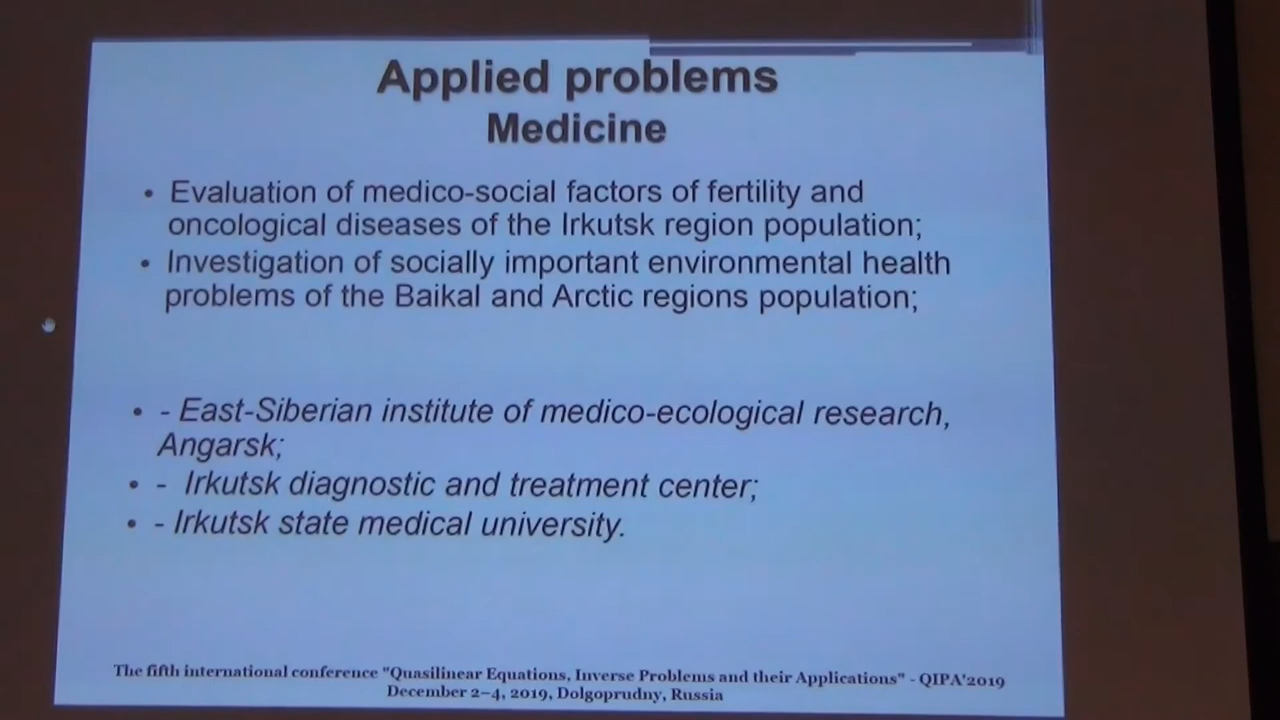 Applied problems
Medicine
• Evaluation of medico-social factors of fertility and
oncological diseases of the Irkutsk region population;
• Investigation of socially important environmental health
problems of the Baikal and Arctic regions population;
• - East-Siberian institute of medico-ecological research,
Angarsk;
• - Irkutsk diagnostic and treatment center;
• - Irkutsk state medical university.
The fifth international conference "Quasilinear Equations, Inverse Problems and their Applications" - QIPA'2019
December 2–4, 2019, Dolgoprudny, Russia